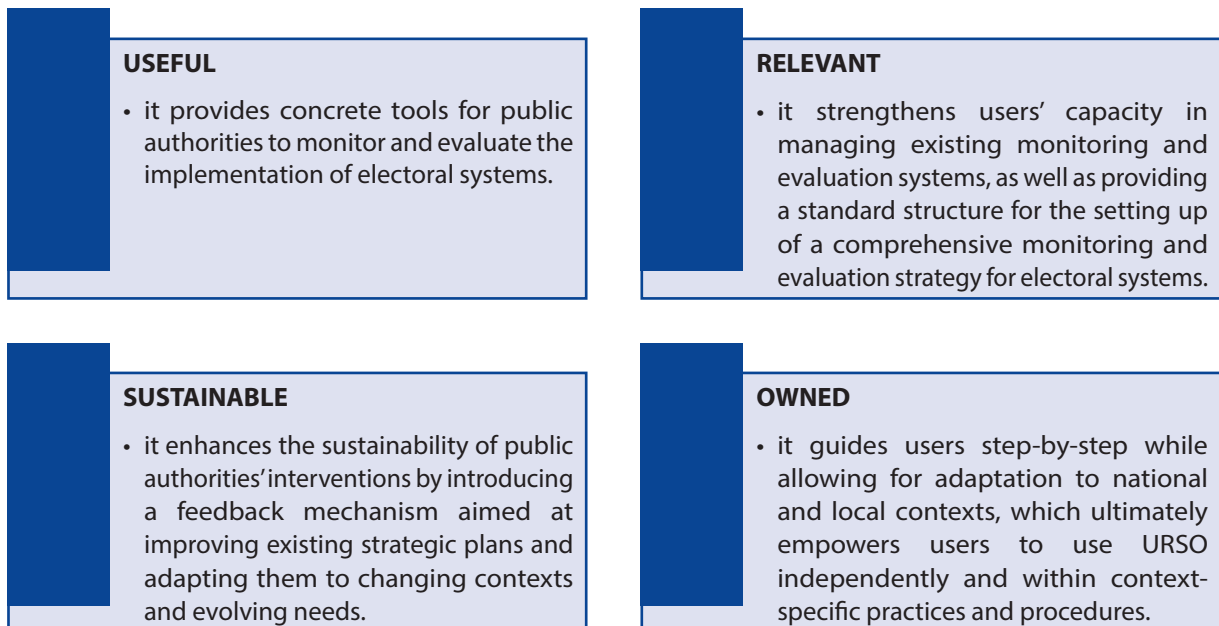 USEFUL
• it provides concrete tools for public
authorities to monitor and evaluate the
implementation of electoral systems.
RELEVANT
• it strengthens users’ capacity in
managing existing monitoring and
evaluation systems, as well as providing
a standard structure for the setting up
of a comprehensive monitoring and
evaluation strategy for electoral systems.
SUSTAINABLE
• it enhances the sustainability of public
authorities’ interventions by introducing
a feedback mechanism aimed at
improving existing strategic plans and
adapting them to changing contexts
and evolving needs.
OWNED
• it guides users step-by-step while
allowing for adaptation to national
and local contexts, which ultimately
empowers users to use URSO
independently and within context-
specific practices and procedures.